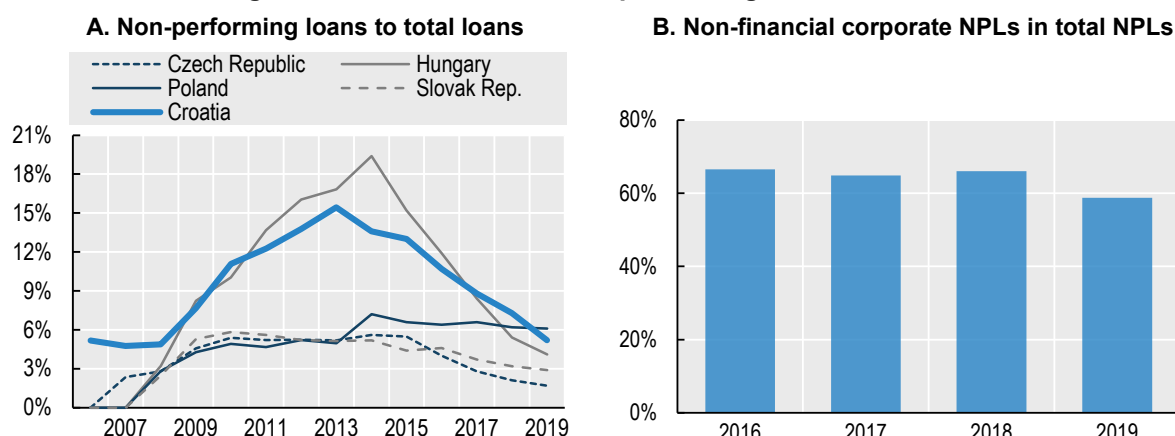 A. Non-performing loans to total loans
Czech Republic
Hungary
Poland
Slovak Rep.
Croatia
21%
18%
15%
12%
9%
6%
3%
0%
2007 2009 2011 2013 2015 2017 2019
B. Non-financial corporate NPLs in total NPLs
80%
60%
40%
20%
0%
2016 2017 2018 2019